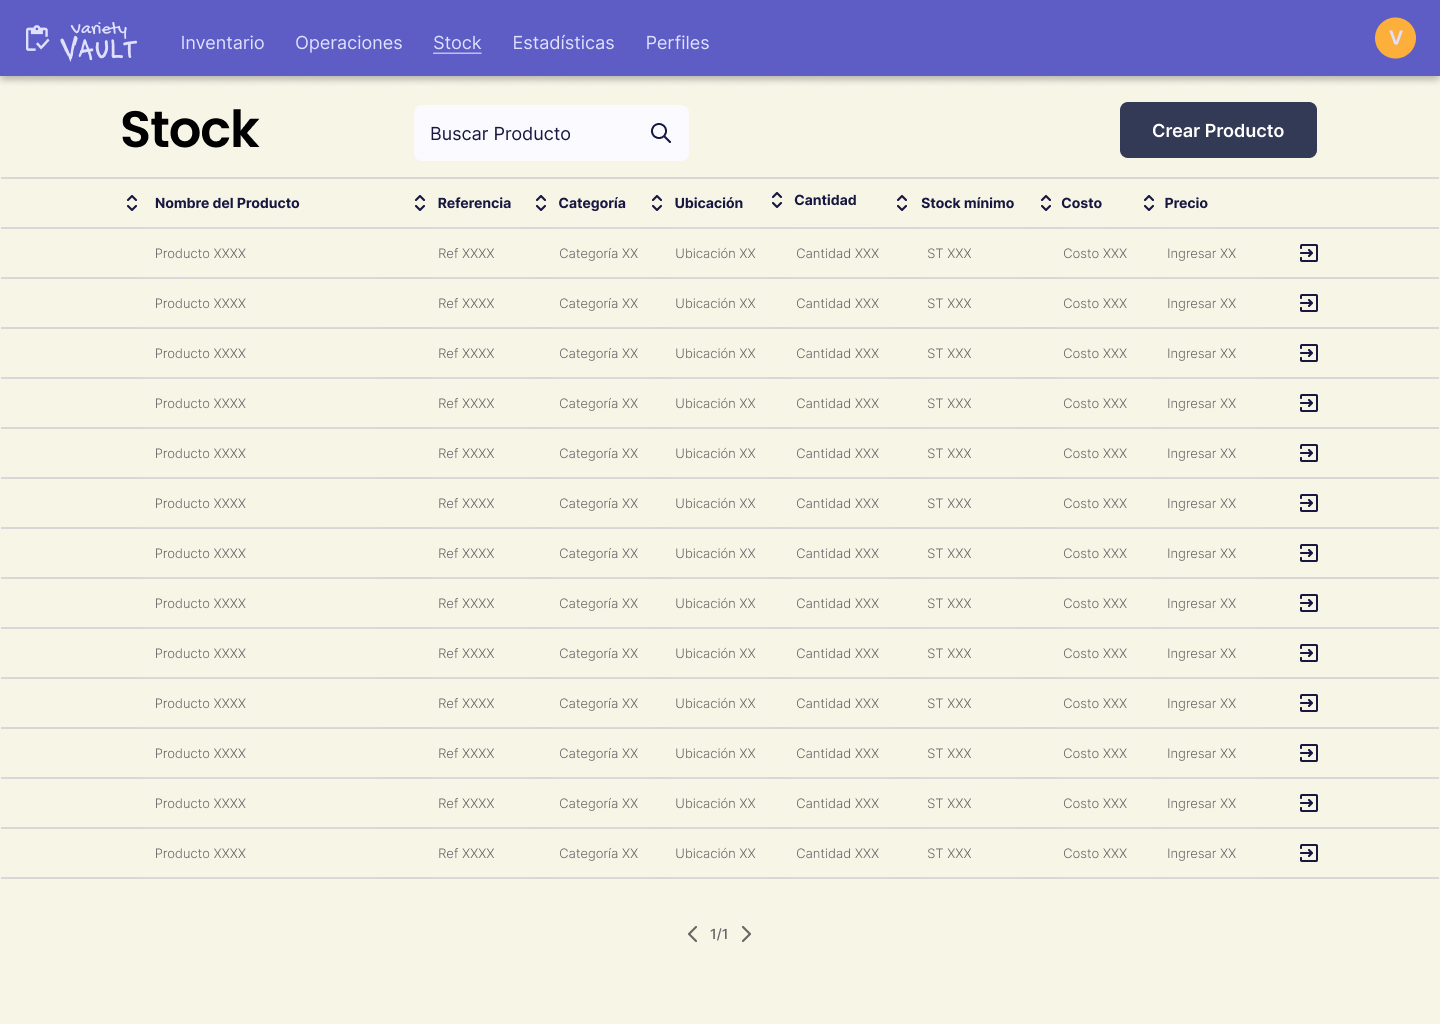 variety
VAULT
Inventario Operaciones Stock Estadísticas Perfiles
V
Stock
Buscar Producto
Crear Producto
Nombre del Producto Referencia Categoría Ubicación Cantidad Stock mínimo Costo Precio
Producto XXXX Ref XXXX Categoría XX Ubicación XX Cantidad XXX ST XXX Costo XXX Ingresar XX
Producto XXXX Ref XXXX Categoría XX Ubicación XX Cantidad XXX ST XXX Costo XXX Ingresar XX
Producto XXXX Ref XXXX Categoría XX Ubicación XX Cantidad XXX ST XXX Costo XXX Ingresar XX
Producto XXXX Ref XXXX Categoría XX Ubicación XX Cantidad XXX ST XXX Costo XXX Ingresar XX
Producto XXXX Ref XXXX Categoría XX Ubicación XX Cantidad XXX ST XXX Costo XXX Ingresar XX
Producto XXXX Ref XXXX Categoría XX Ubicación XX Cantidad XXX ST XXX Costo XXX Ingresar XX
Producto XXXX Ref XXXX Categoría XX Ubicación XX Cantidad XXX ST XXX Costo XXX Ingresar XX
Producto XXXX Ref XXXX Categoría XX Ubicación XX Cantidad XXX ST XXX Costo XXX Ingresar XX
Producto XXXX Ref XXXX Categoría XX Ubicación XX Cantidad XXX ST XXX Costo XXX Ingresar XX
Producto XXXX Ref XXXX Categoría XX Ubicación XX Cantidad XXX ST XXX Costo XXX Ingresar XX
Producto XXXX Ref XXXX Categoría XX Ubicación XX Cantidad XXX ST XXX Costo XXX Ingresar XX
Producto XXXX Ref XXXX Categoría XX Ubicación XX Cantidad XXX ST XXX Costo XXX Ingresar XX
Producto XXXX Ref XXXX Categoría XX Ubicación XX Cantidad XXX ST XXX Costo XXX Ingresar XX
1/1